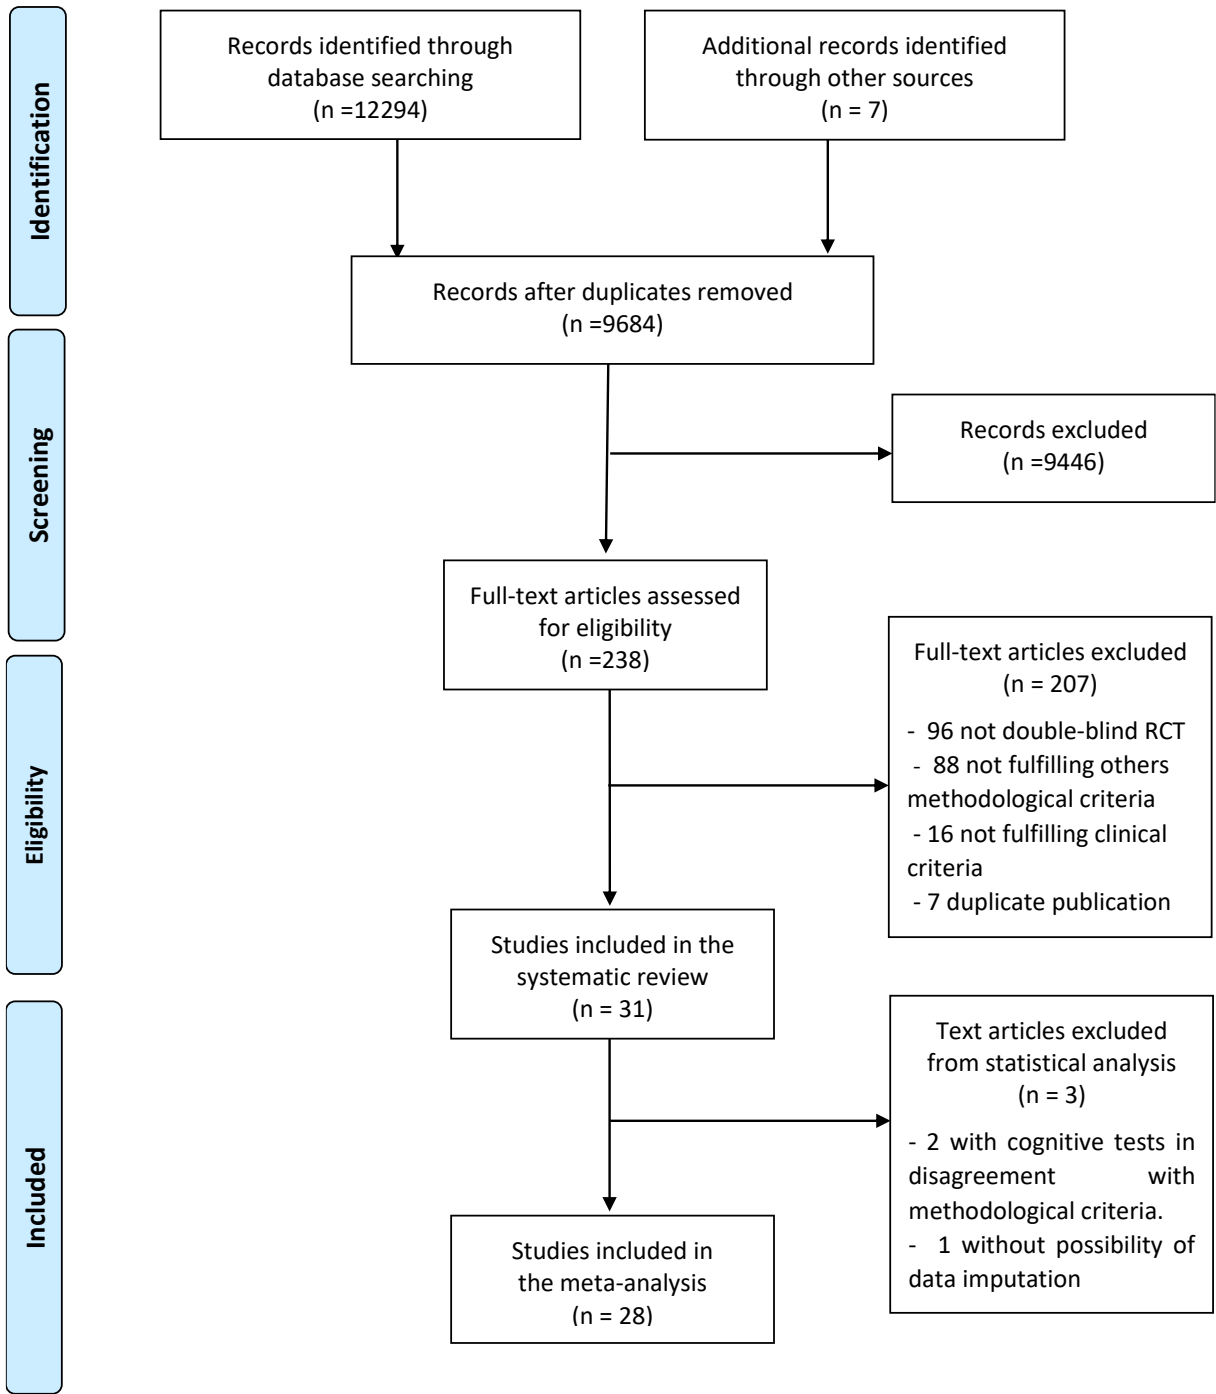 Identification
Records identified through
database searching
(n =12294)
Additional records identified
through other sources
(n = 7)
Records after duplicates removed
(n =9684)
Screening
Records excluded
(n =9446)
Full-text articles assessed
for eligibility
(n =238)
Eligibility
Full-text articles excluded
(n = 207)
- 96 not double-blind RCT
- 88 not fulfilling others
methodological criteria
- 16 not fulfilling clinical
criteria
- 7 duplicate publication
Studies included in the
systematic review
(n = 31)
Included
Text articles excluded
from statistical analysis
(n = 3)
- 2 with cognitive tests in
disagreement with
methodological criteria.
- 1 without possibility of
data imputation
Studies included in
the meta-analysis
(n = 28)